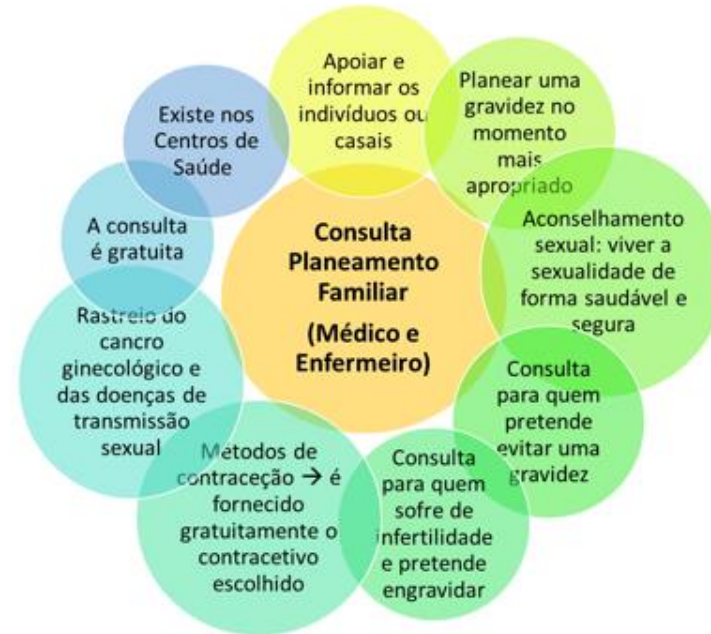 Consulta
Planeamento
Familiar
(Médico e
Enfermeiro)
Apoiar e
informar os
indivíduos ou
casais
Planear uma
gravidez no
momento
mais
apropriado
Aconselhamento
sexual: viver a
sexualidade de
forma saudável e
segura
Consulta
para quem
pretende
evitar uma
gravidez
Consulta
para quem
sofre de
infertilidade
e pretende
engravidar
Métodos de
contraceção → é
fornecido
gratuitamente o
contracetivo
escolhido
Rastreio do
cancro
ginecológico e
das doenças de
transmissão
sexual
A consulta
é gratuita
Existe nos
Centros de
Saúde